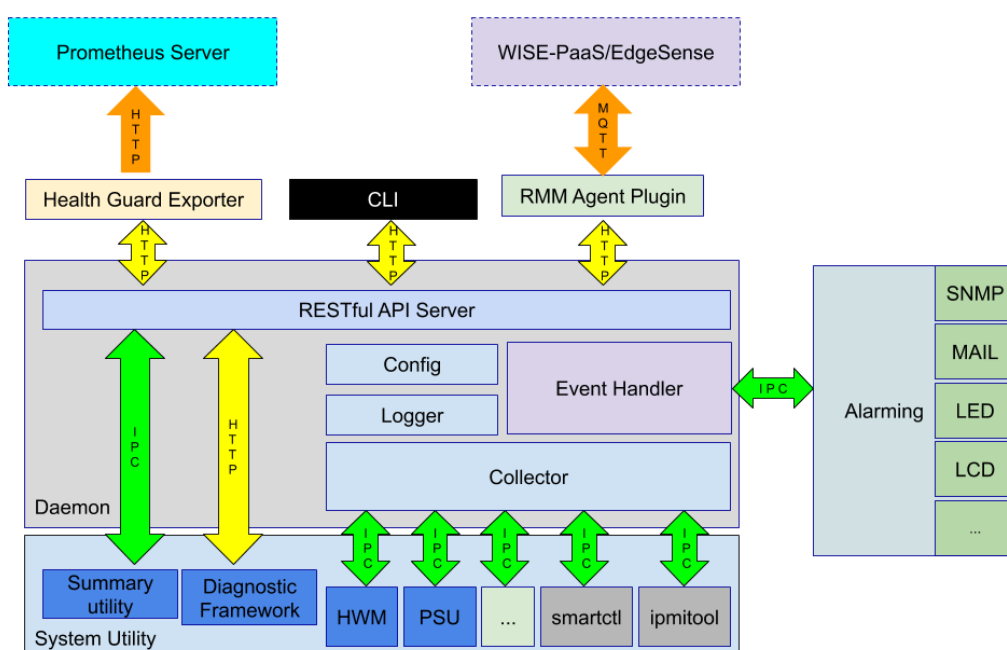 Prometheus Server
WISE-PaaS/EdgeSense
HTTP
MQTT
Health Guard Exporter
CLI
RMM Agent Plugin
HTTP
HTTP
HTTP
RESTful API Server
SNMP
Config
MAIL
Event Handler
IPC
Logger
Alarming
LED
IPC
HTTP
Collector
LCD
Daemon
...
IPC
IPC
IPC
IPC
IPC
Summary
utility
Diagnostic
Framework
HWM
PSU
...
smartctl
ipmitool
System Utility